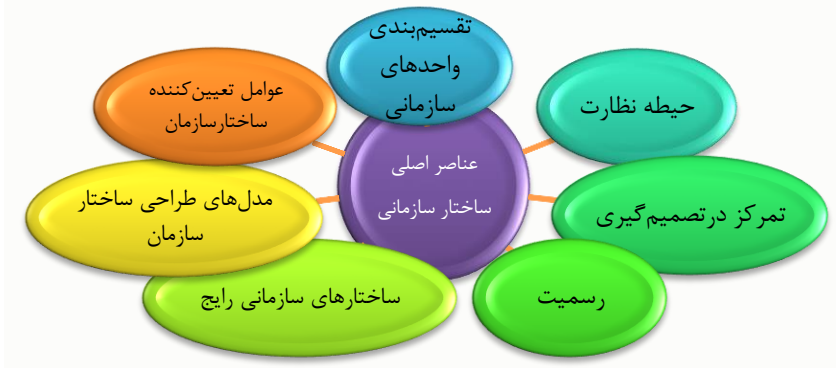 تقسیم‌بندی
واحدهای
سازمانی
حیطه نظارت
تمرکز درتصمیم‌گیری
رسمیت
ساختارهای سازمانی رایج
مدل‌های طراحی ساختار
سازمان
عوامل تعیین‌کننده
ساختارسازمان
عناصر اصلی
ساختار سازمانی